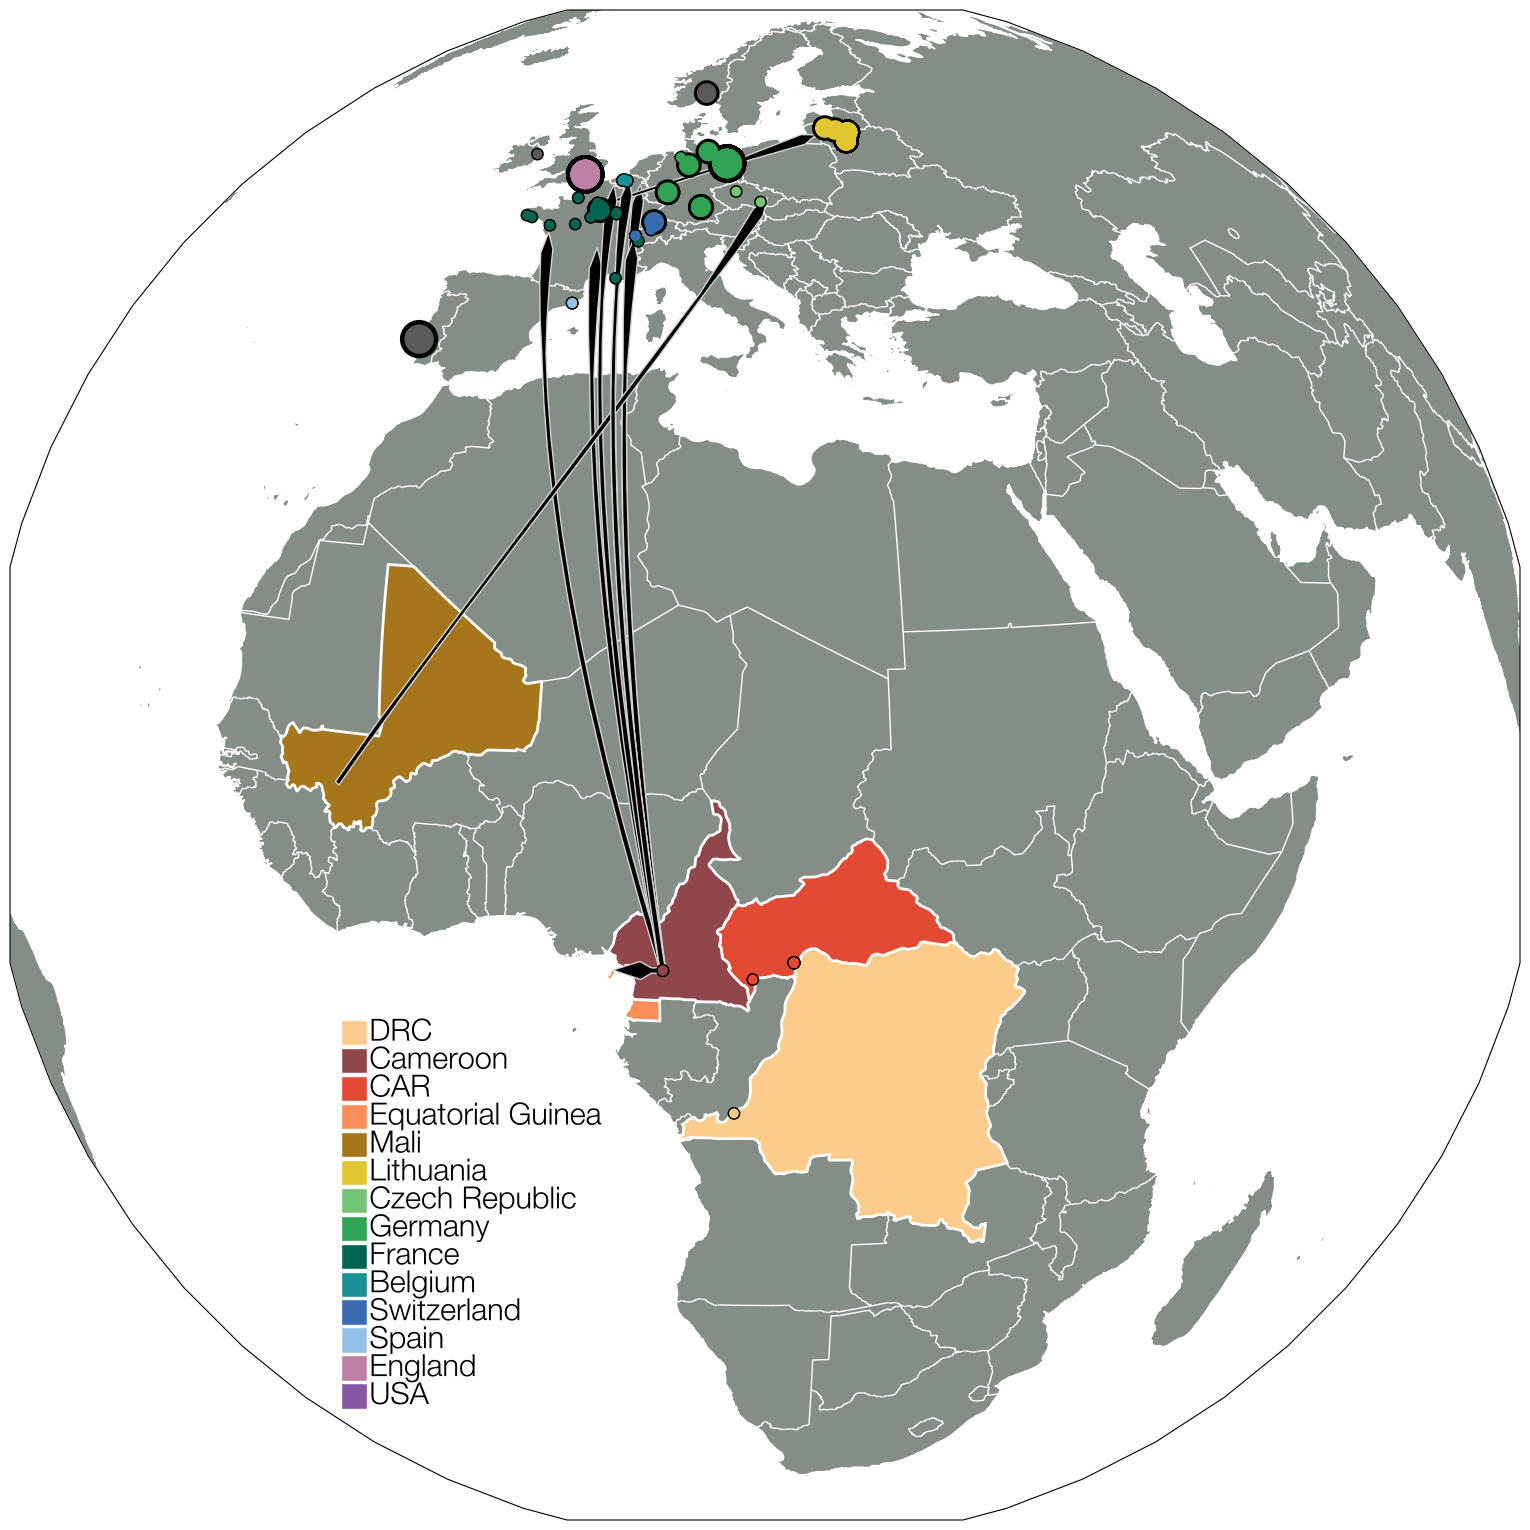 DRC
Cameroon
CAR
Equatorial Guinea
Mali
Lithuania
Czech Republic
Germany
France
Belgium
Switzerland
Spain
England
USA